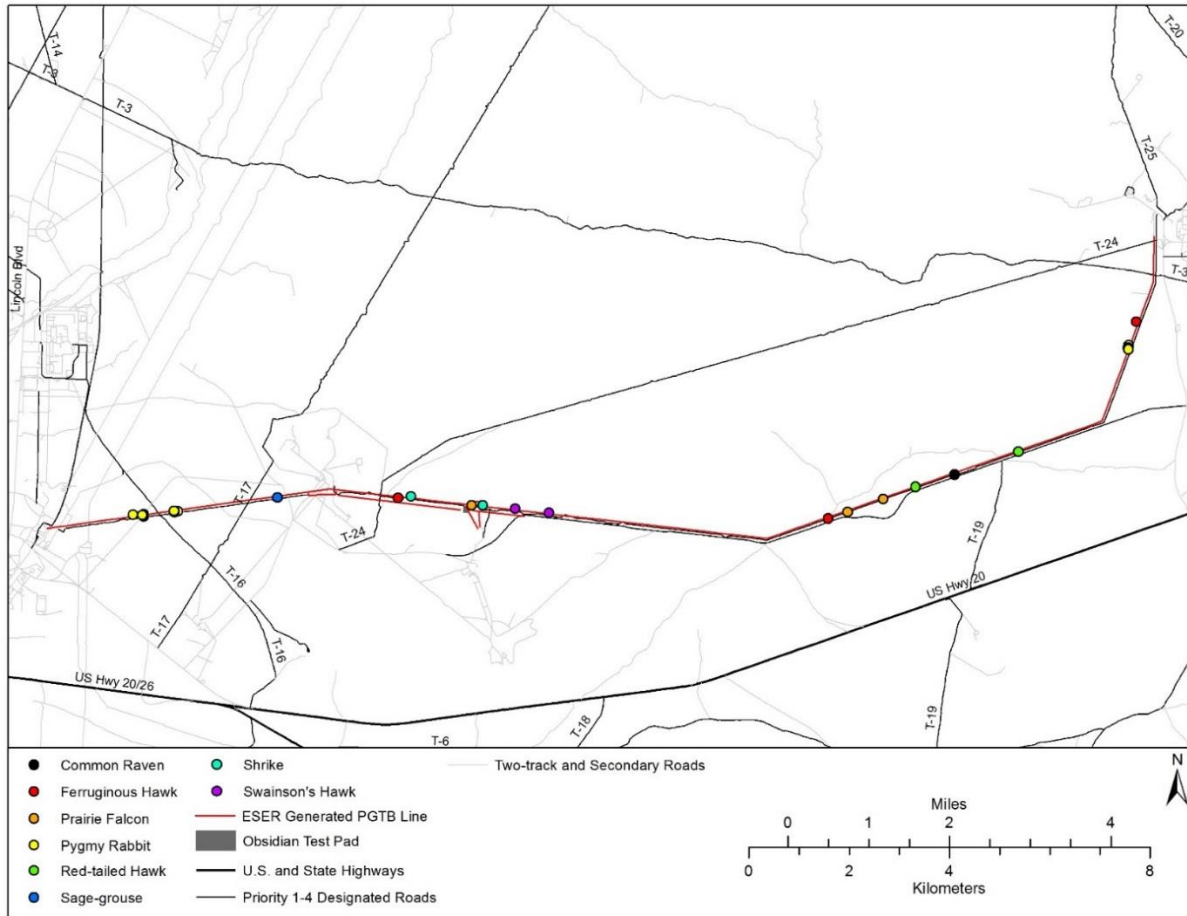 T-14
T-9
T-3
T-20
T-25
Lincoln Blvd
T-24
T-3
T-17
T-24
T-19
T-16
US Hwy 20
T-17
T-16
US Hwy 20/26
T-19
T-18
T-6
Common Raven
Ferruginous Hawk
Prairie Falcon
Pygmy Rabbit
Red-tailed Hawk
Sage-grouse
Shrike
Swainson's Hawk
ESER Generated PGTB Line
Obsidian Test Pad
U.S. and State Highways
Priority 1-4 Designated Roads
Two-track and Secondary Roads
N
Miles
0 1 2 4
0 2 4 8
Kilometers